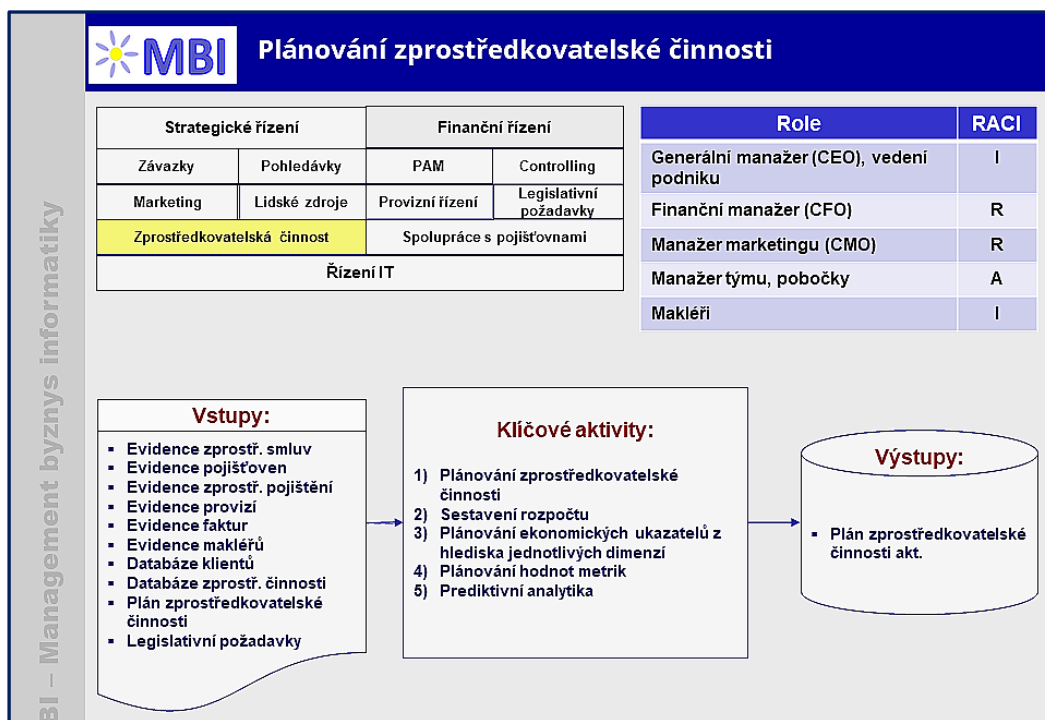 MBI
Plánování zprostředkovatelské činnosti
Strategické řízení
Finanční řízení
Závazky
Pohledávky
PAM
Controlling
Marketing
Lidské zdroje
Provizní řízení
Legislativní
požadavky
Zprostředkovatelská činnost
Spolupráce s pojišťovnami
Řízení IT
Role
RACI
Generální manažer (CEO), vedení
podniku
I
Finanční manažer (CFO)
R
Manažer marketingu (CMO)
R
Manažer týmu, pobočky
A
Makléři
I
Vstupy:
▪ Evidence zprostř. smluv
▪ Evidence pojišťoven
▪ Evidence zprostř. pojištění
▪ Evidence provizí
▪ Evidence faktur
▪ Evidence makléřů
▪ Databáze klientů
▪ Databáze zprostř. činnosti
▪ Plán zprostředkovatelské
činnosti
▪ Legislativní požadavky
Klíčové aktivity:
1) Plánování zprostředkovatelské
činnosti
2) Sestavení rozpočtu
3) Plánování ekonomických ukazatelů z
hlediska jednotlivých dimenzí
4) Plánování hodnot metrik
5) Prediktivní analytika
Výstupy:
▪ Plán zprostředkovatelské
činnosti akt.
BI – Management byznys informatiky